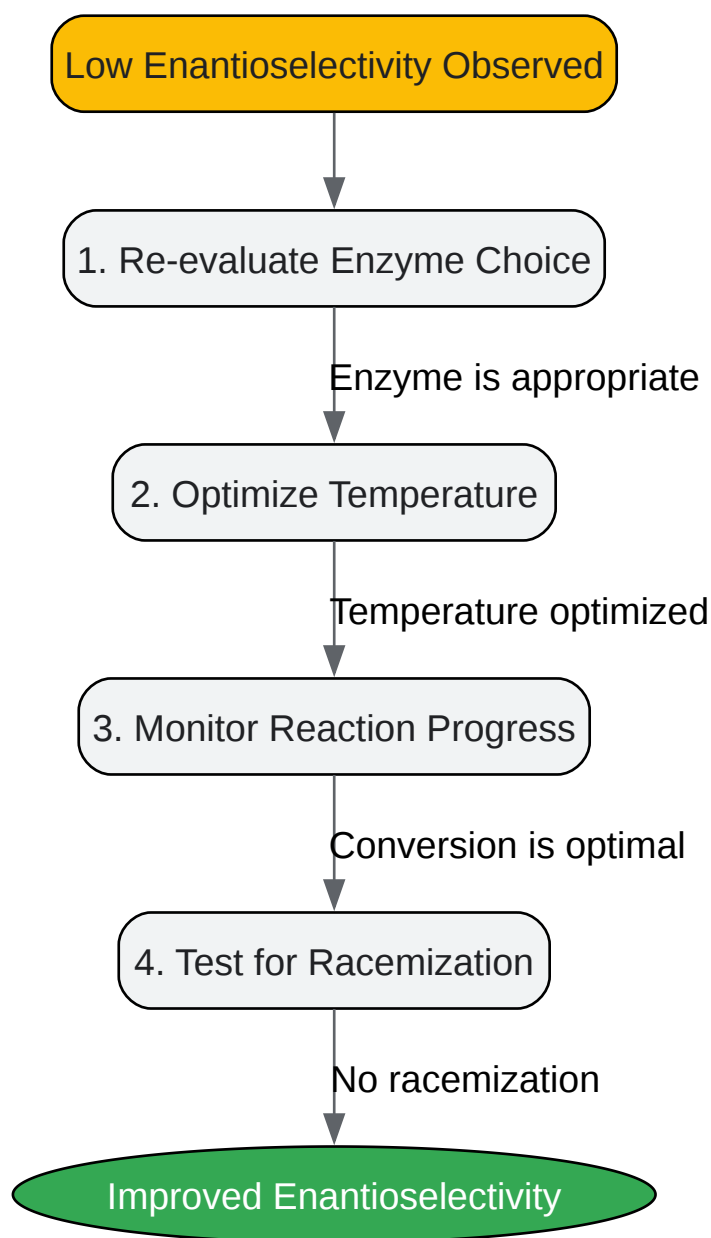 Low Enantioselectivity Observed
1. Re-evaluate Enzyme Choice
Enzyme is appropriate
2. Optimize Temperature
Temperature optimized
3. Monitor Reaction Progress
Conversion is optimal
4. Test for Racemization
No racemization
Improved Enantioselectivity